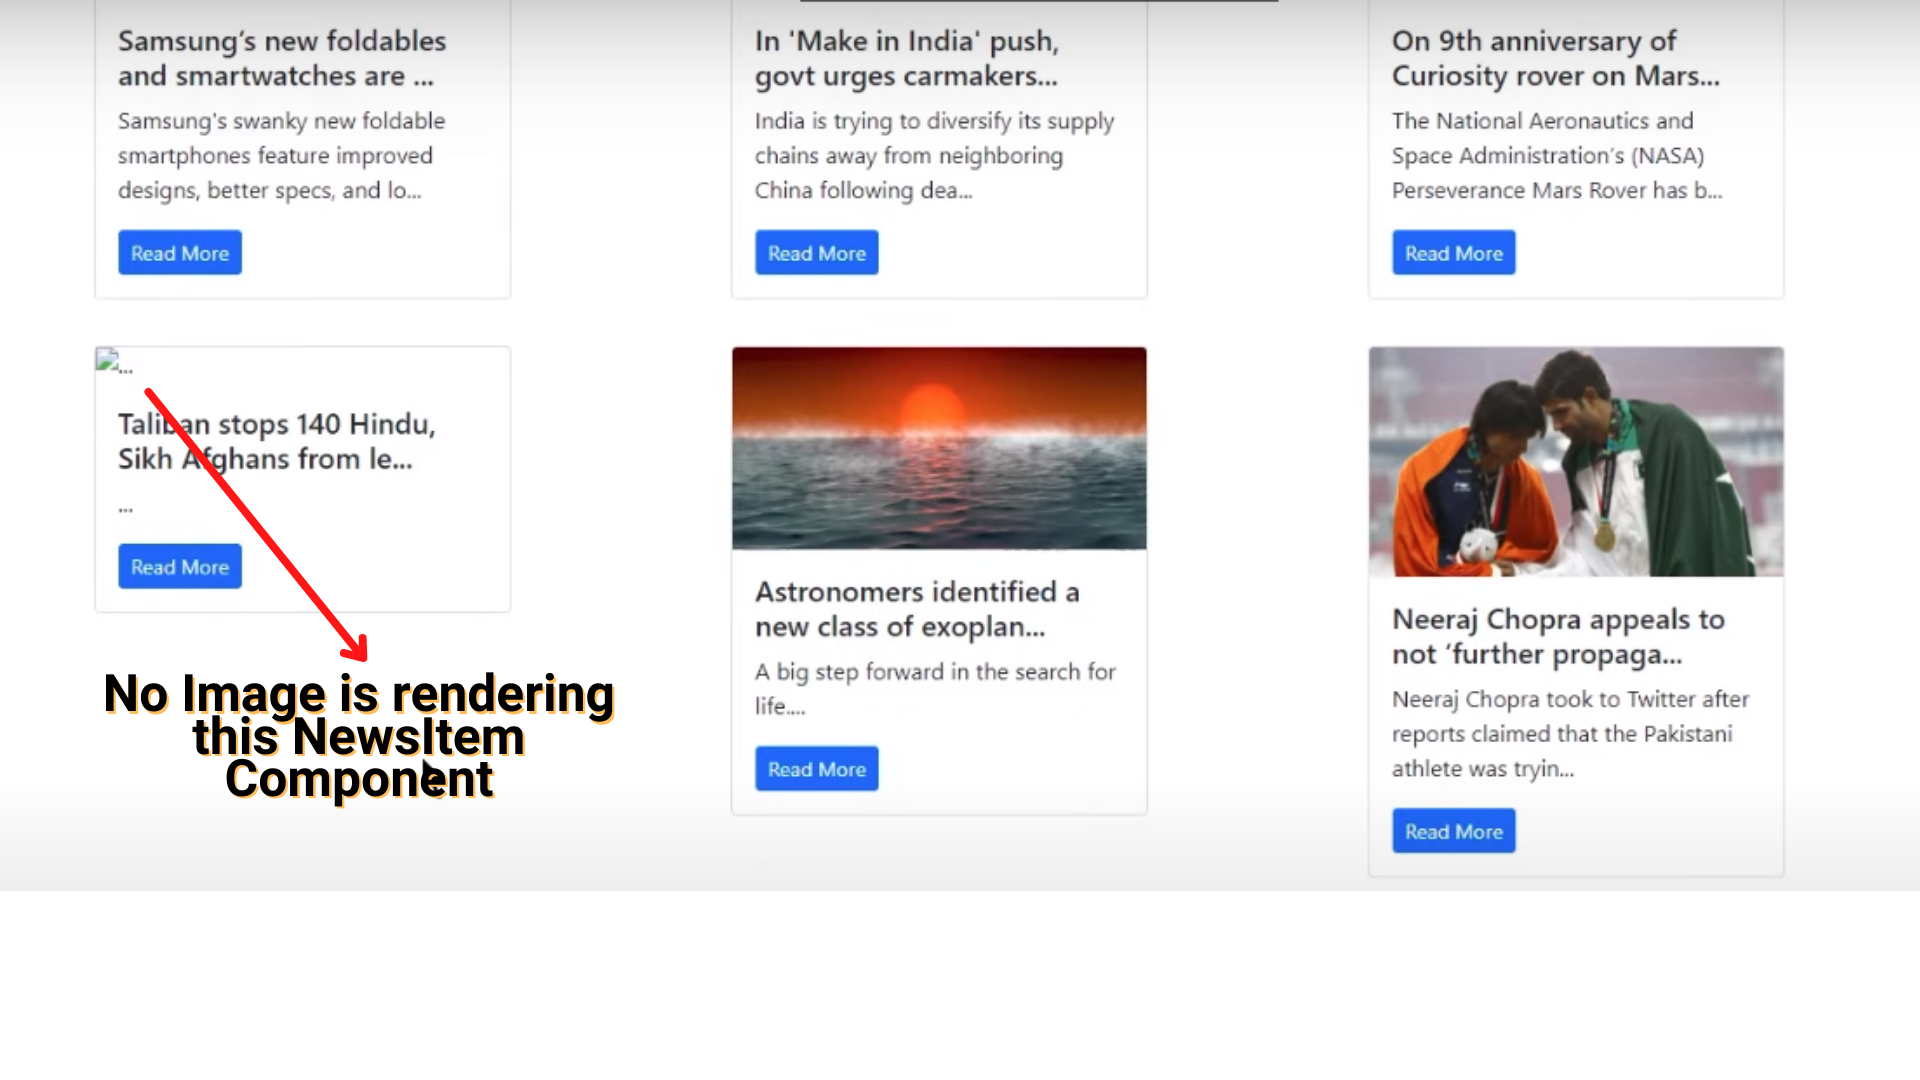 Samsung’s new foldables
and smartwatches are ...
Samsung's swanky new foldable
smartphones feature improved
designs, better specs, and lo...
Read More
In 'Make in India' push,
govt urges carmakers...
India is trying to diversify its supply
chains away from neighboring
China following dea...
Read More
On 9th anniversary of
Curiosity rover on Mars...
The National Aeronautics and
Space Administration’s (NASA)
Perseverance Mars Rover has b...
Read More
...
Taliban stops 140 Hindu,
Sikh Afghans from le...
...
Read More
No Image is rendering
this NewsItem
Component
Astronomers identified a
new class of exoplan...
A big step forward in the search for
life....
Read More
Neeraj Chopra appeals to
not ‘further propaga...
Neeraj Chopra took to Twitter after
reports claimed that the Pakistani
athlete was tryin...
Read More